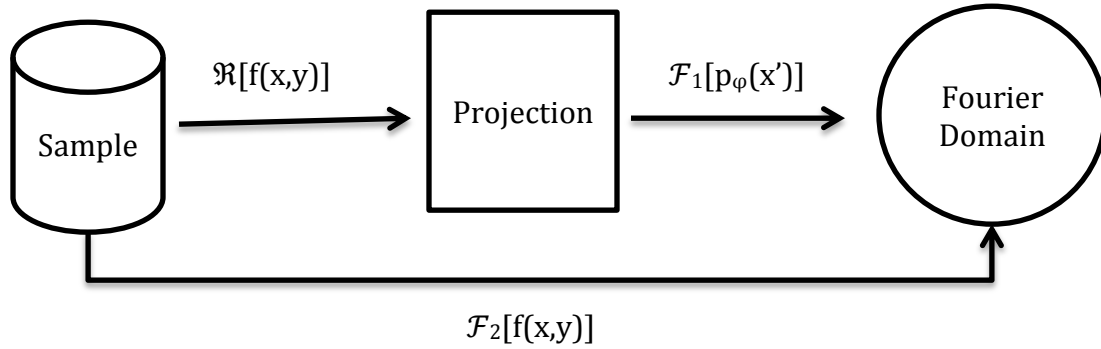 ℜ[f(x,y)]
ℱ₁[pφ(x’)]
Sample
Projection
Fourier
Domain
ℱ₂[f(x,y)]